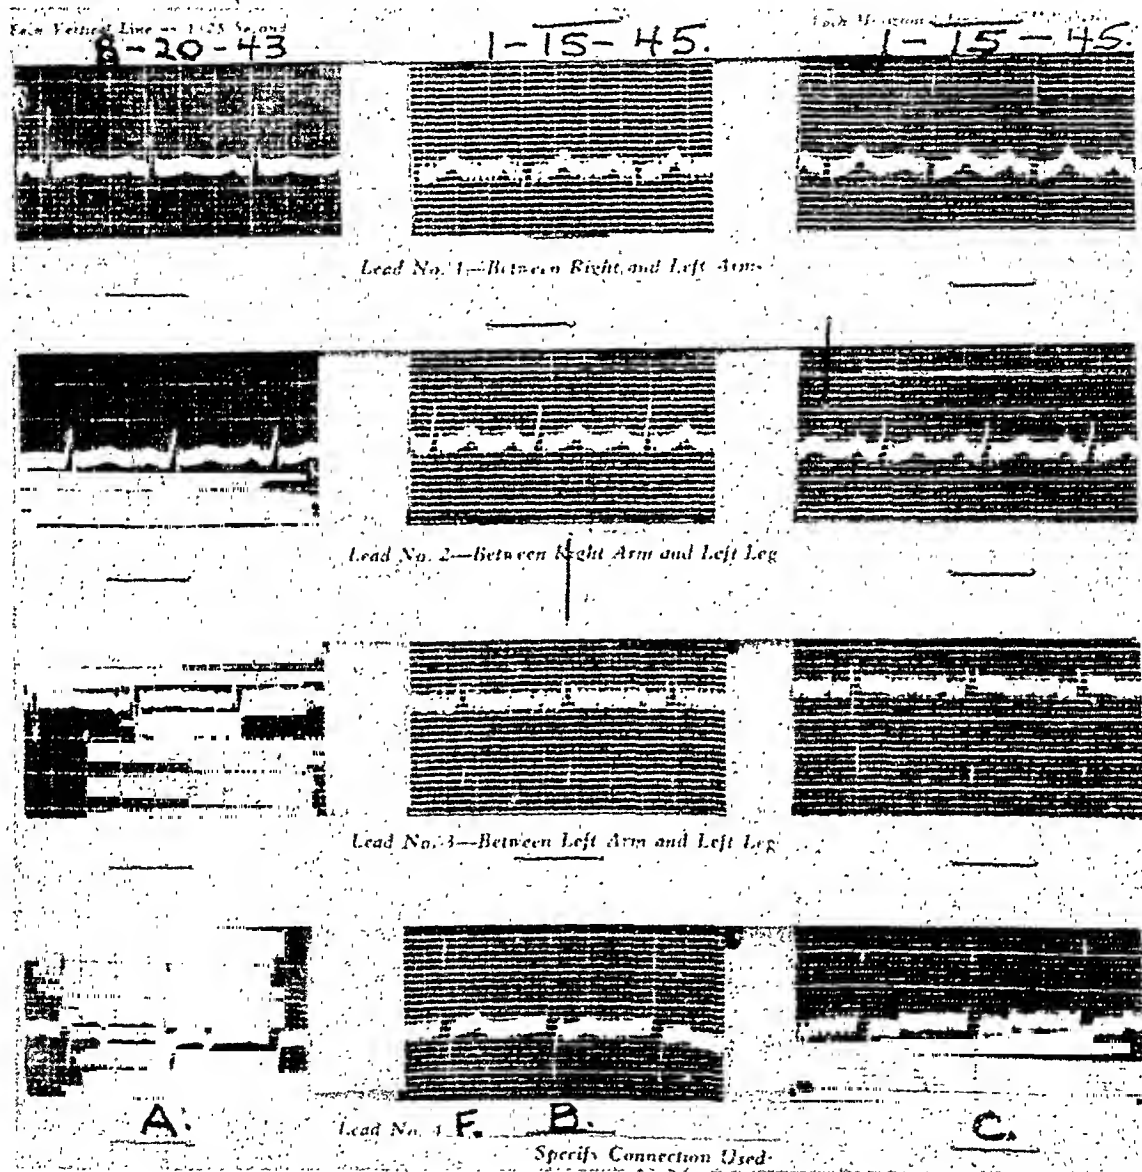 Each Vertical Line = 1/25 Second
8-20-43 1-15-45. 1-15-45.
Lead No. 1—Between Right and Left Arms
Lead No. 2—Between Right Arm and Left Leg
Lead No. 3—Between Left Arm and Left Leg
A. Lead No. 4 F. B. C.
Specify Connection Used